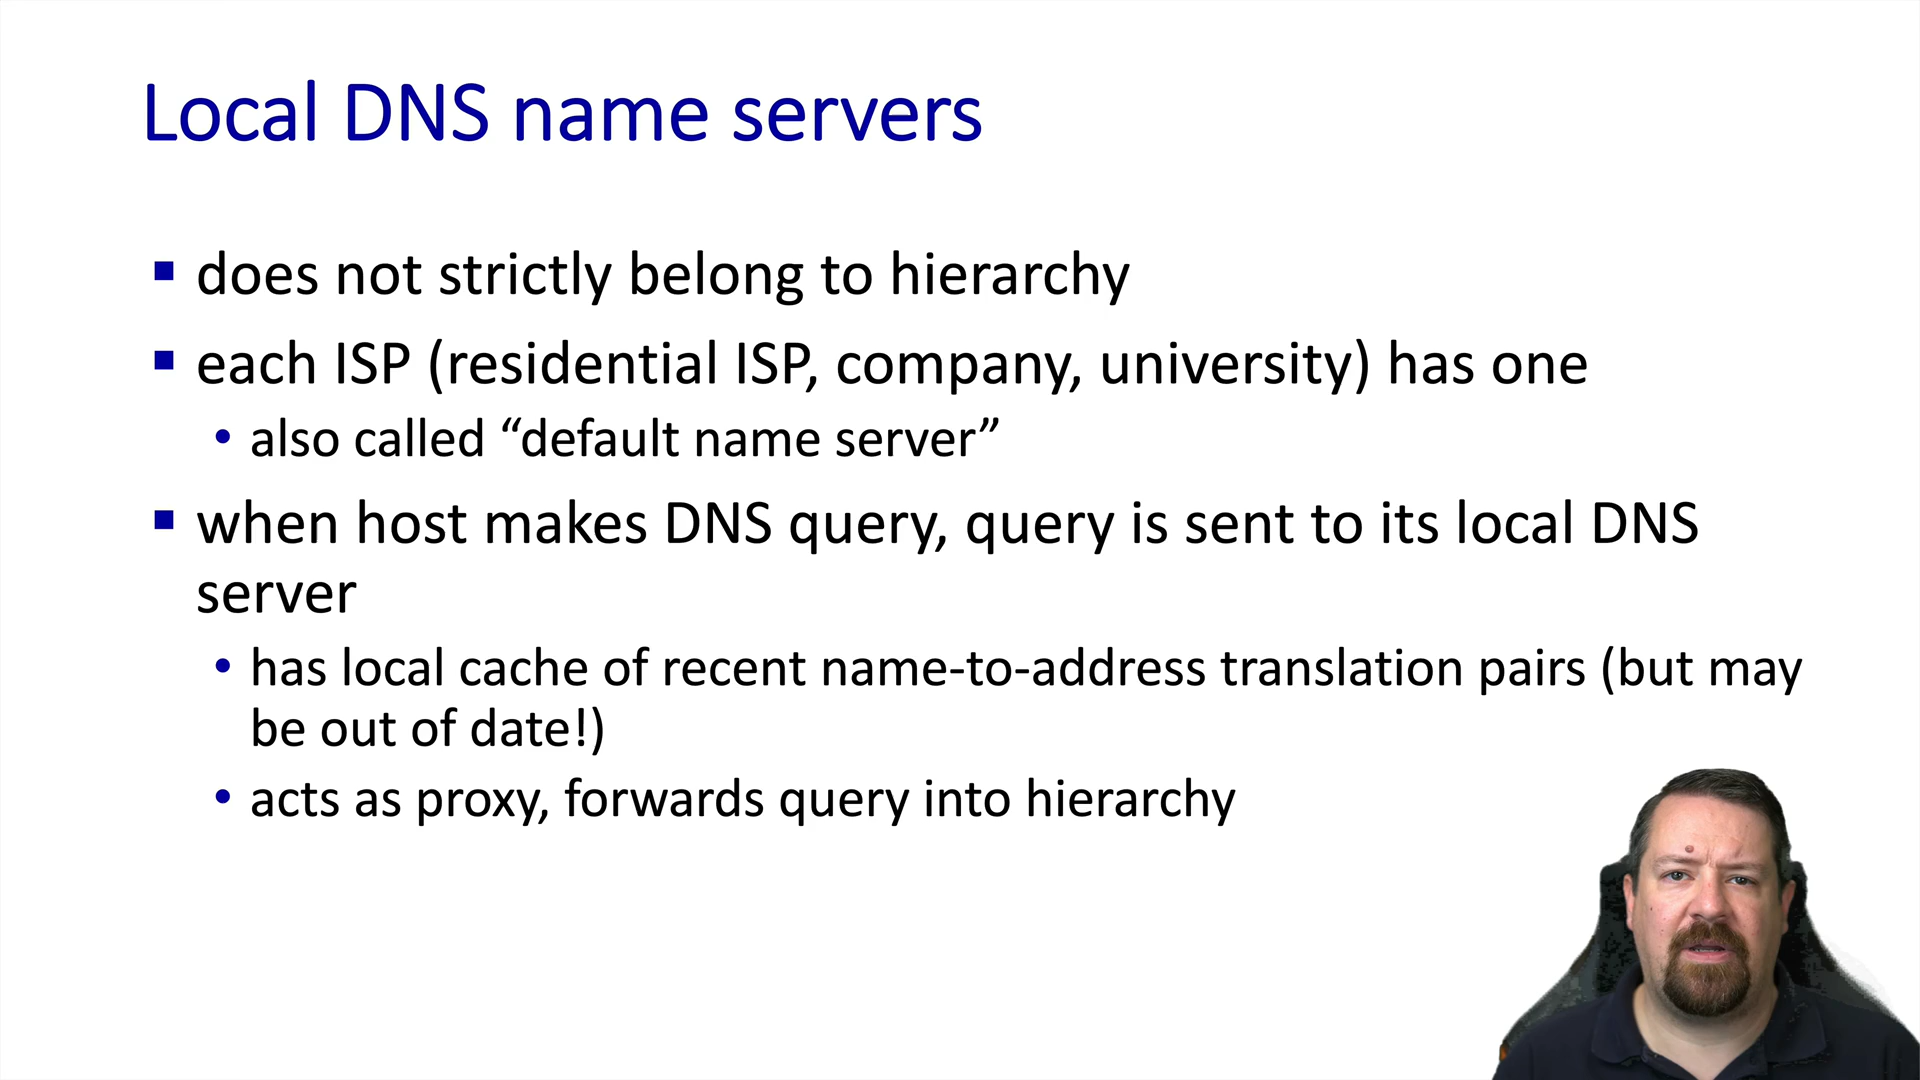 Local DNS name servers
▪ does not strictly belong to hierarchy
▪ each ISP (residential ISP, company, university) has one
• also called “default name server”
▪ when host makes DNS query, query is sent to its local DNS
server
• has local cache of recent name-to-address translation pairs (but may
be out of date!)
• acts as proxy, forwards query into hierarchy